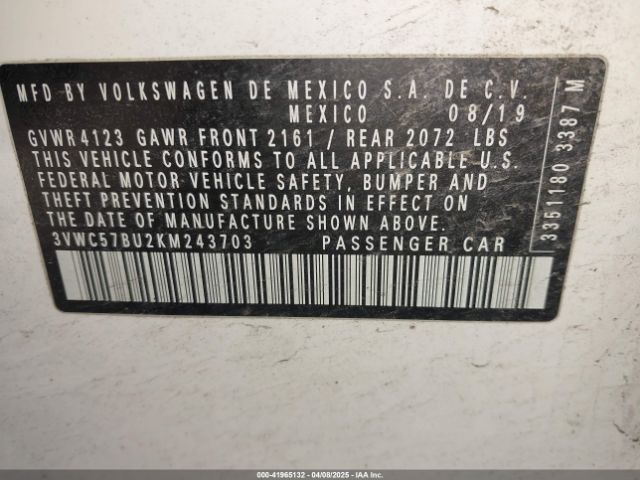 MFD BY VOLKSWAGEN DE MEXICO S.A. DE C.V.
MEXICO 08/19
GVWR 4123 GAWR FRONT 2161 / REAR 2072 LBS
THIS VEHICLE CONFORMS TO ALL APPLICABLE U.S.
FEDERAL MOTOR VEHICLE SAFETY, BUMPER AND
THEFT PREVENTION STANDARDS IN EFFECT ON
THE DATE OF MANUFACTURE SHOWN ABOVE.
3VWC57BU2KM243703 PASSENGER CAR
3361180 3387 M
000-41965132 - 04/08/2025 - IAA Inc.